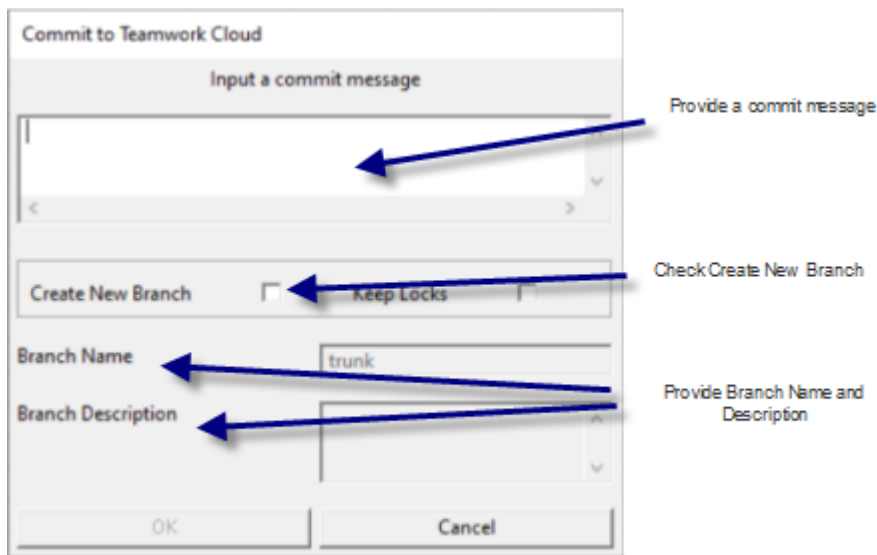 Commit to Teamwork Cloud
Input a commit message
Provide a commit message
Check Create New Branch
Create New Branch
Keep Locks
Branch Name
trunk
Provide Branch Name and
Description
Branch Description
OK
Cancel